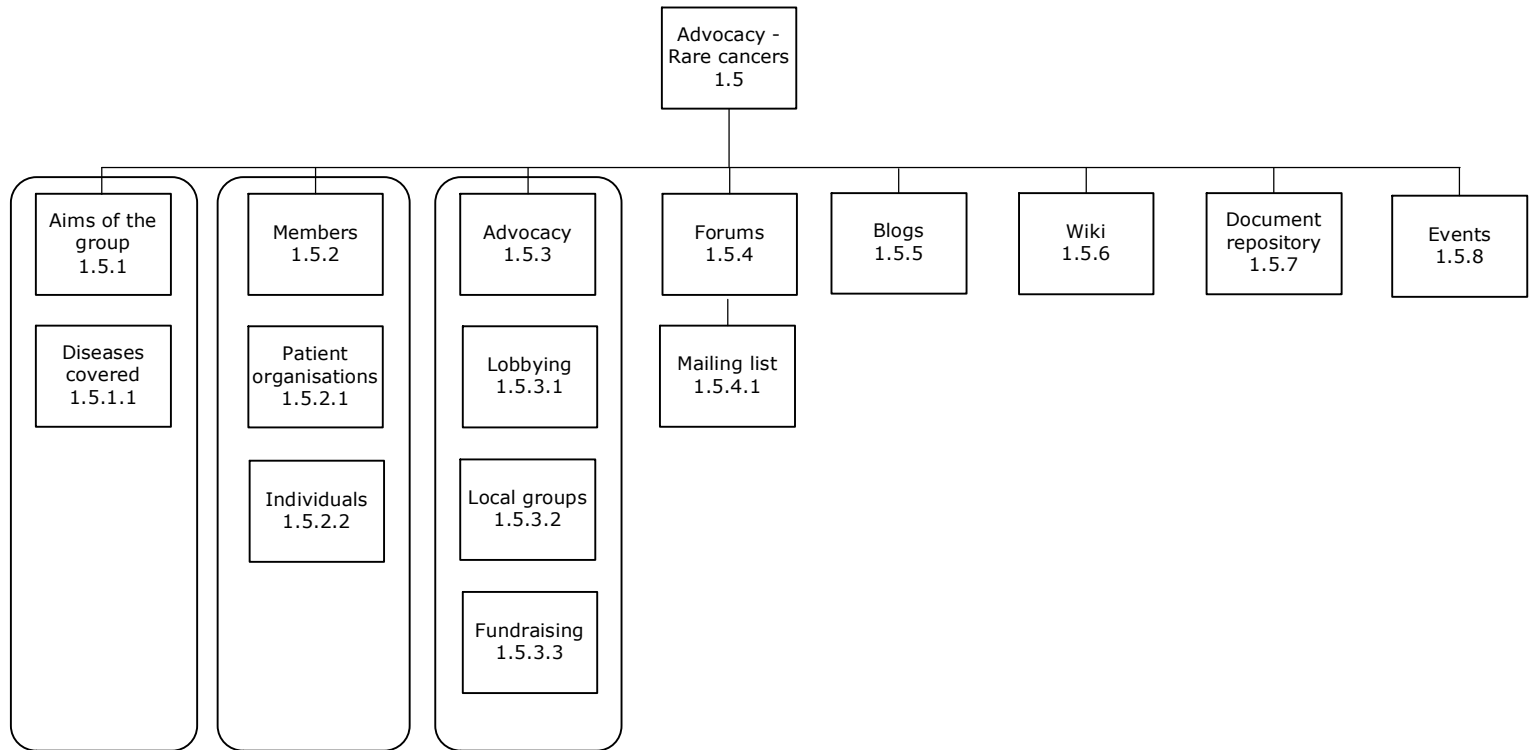 Advocacy -
Rare cancers
1.5
Aims of the
group
1.5.1
Members
1.5.2
Advocacy
1.5.3
Forums
1.5.4
Blogs
1.5.5
Wiki
1.5.6
Document
repository
1.5.7
Events
1.5.8
Diseases
covered
1.5.1.1
Patient
organisations
1.5.2.1
Lobbying
1.5.3.1
Mailing list
1.5.4.1
Individuals
1.5.2.2
Local groups
1.5.3.2
Fundraising
1.5.3.3